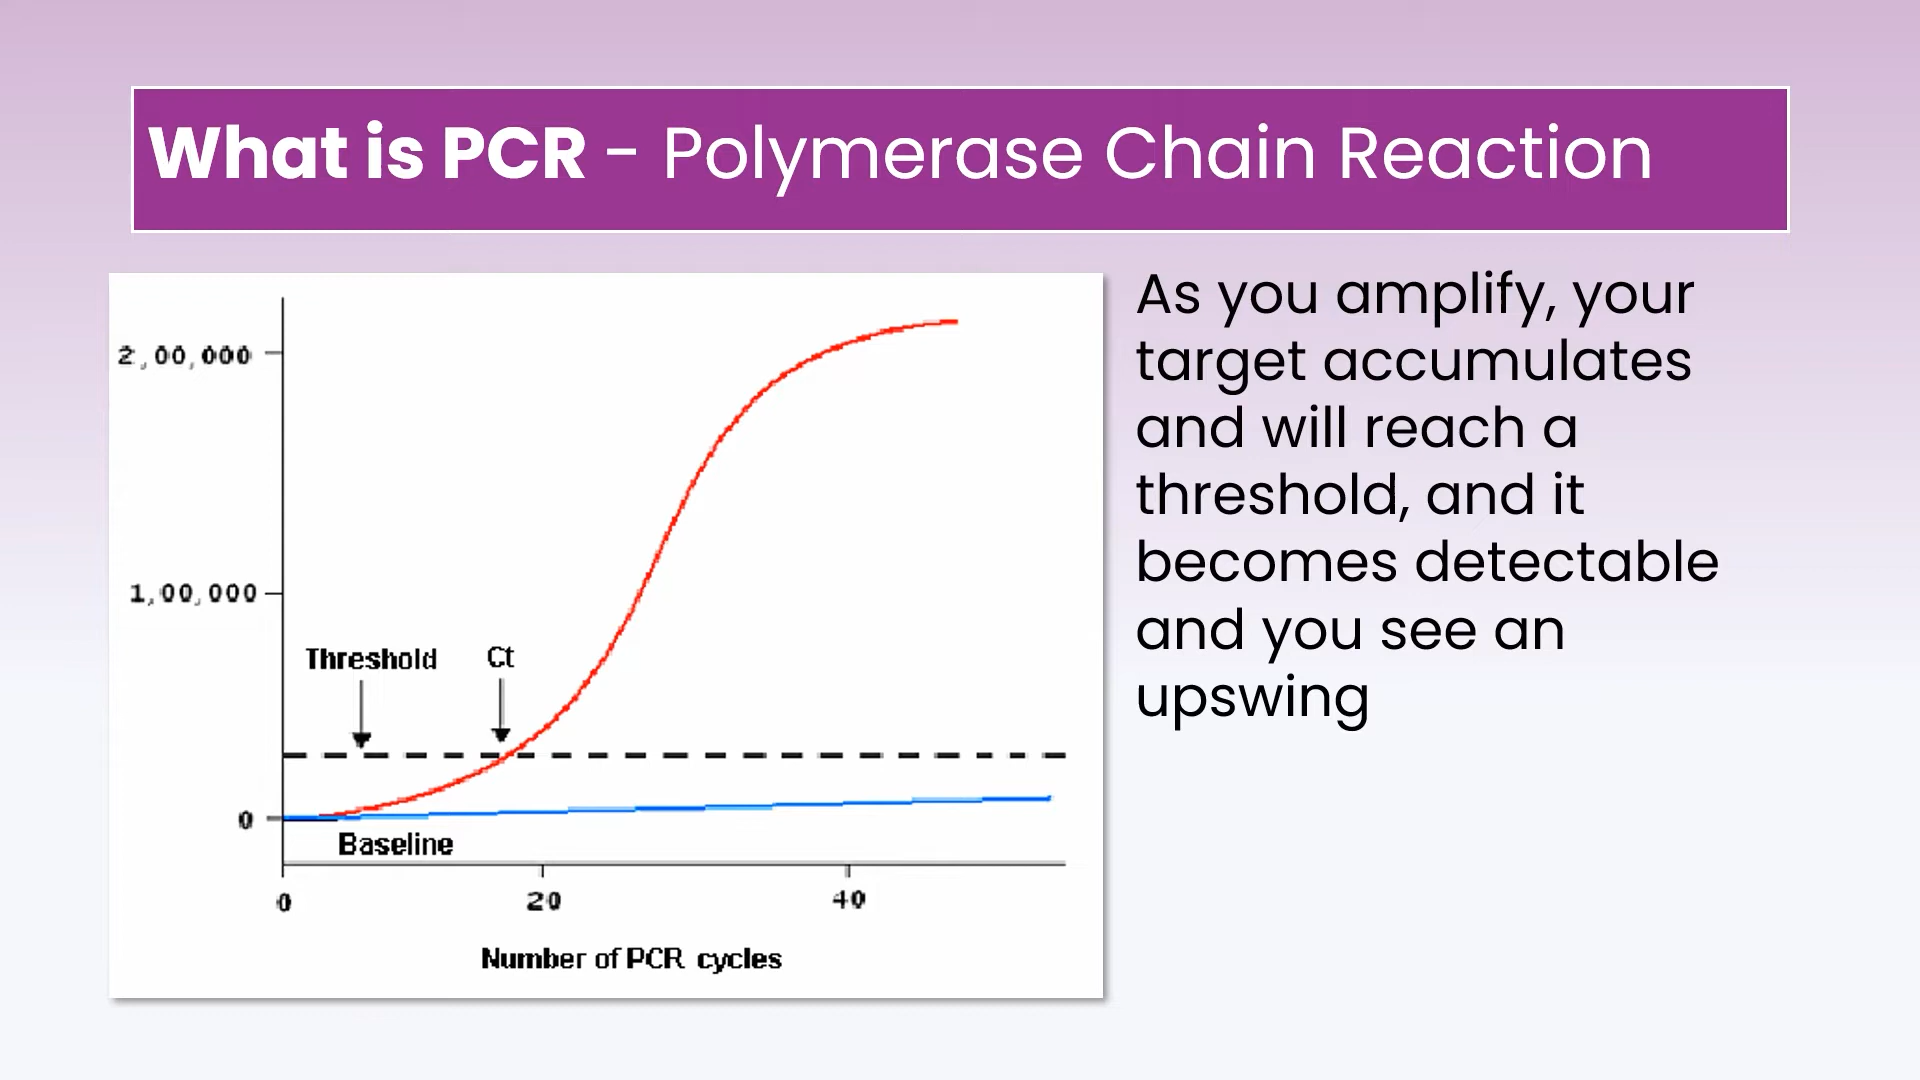 What is PCR - Polymerase Chain Reaction
2,00,000
1,00,000
Threshold
Ct
0
Baseline
0
20
40
Number of PCR cycles
As you amplify, your
target accumulates
and will reach a
threshold, and it
becomes detectable
and you see an
upswing